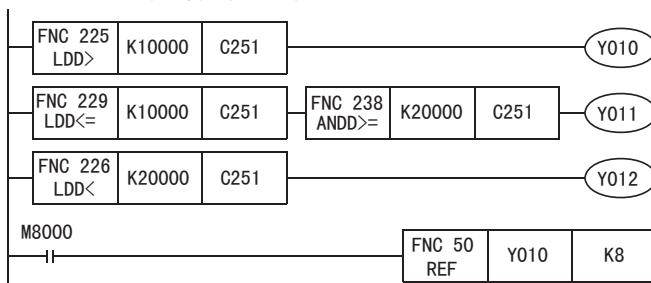 FNC 225 LDD> K10000 C251 Y010
FNC 229 LDD<= K10000 C251 FNC 238 ANDD>= K20000 C251 Y011
FNC 226 LDD< K20000 C251 Y012
M8000
FNC 50 REF Y010 K8